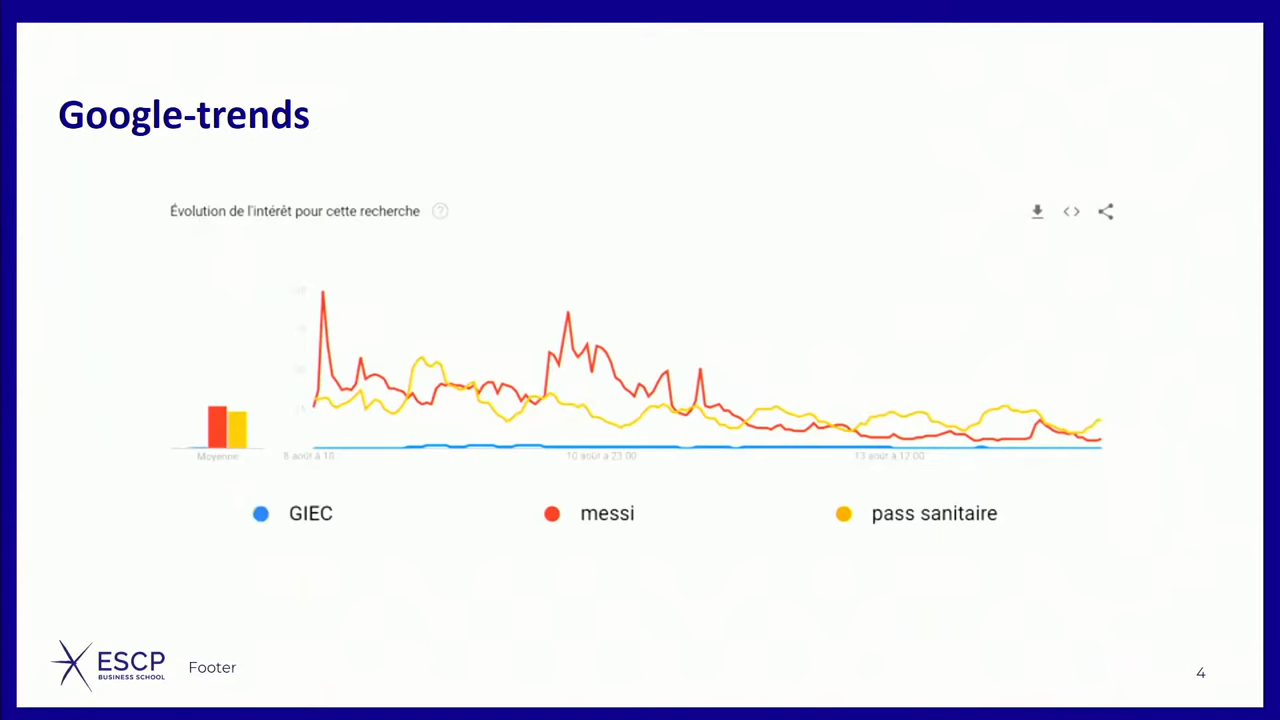 Google-trends
Évolution de l'intérêt pour cette recherche ?
Moyenne
8 août à 18
10 août à 23:00
13 août à 12:00
GIEC
messi
pass sanitaire
ESCP
BUSINESS SCHOOL
Footer
4